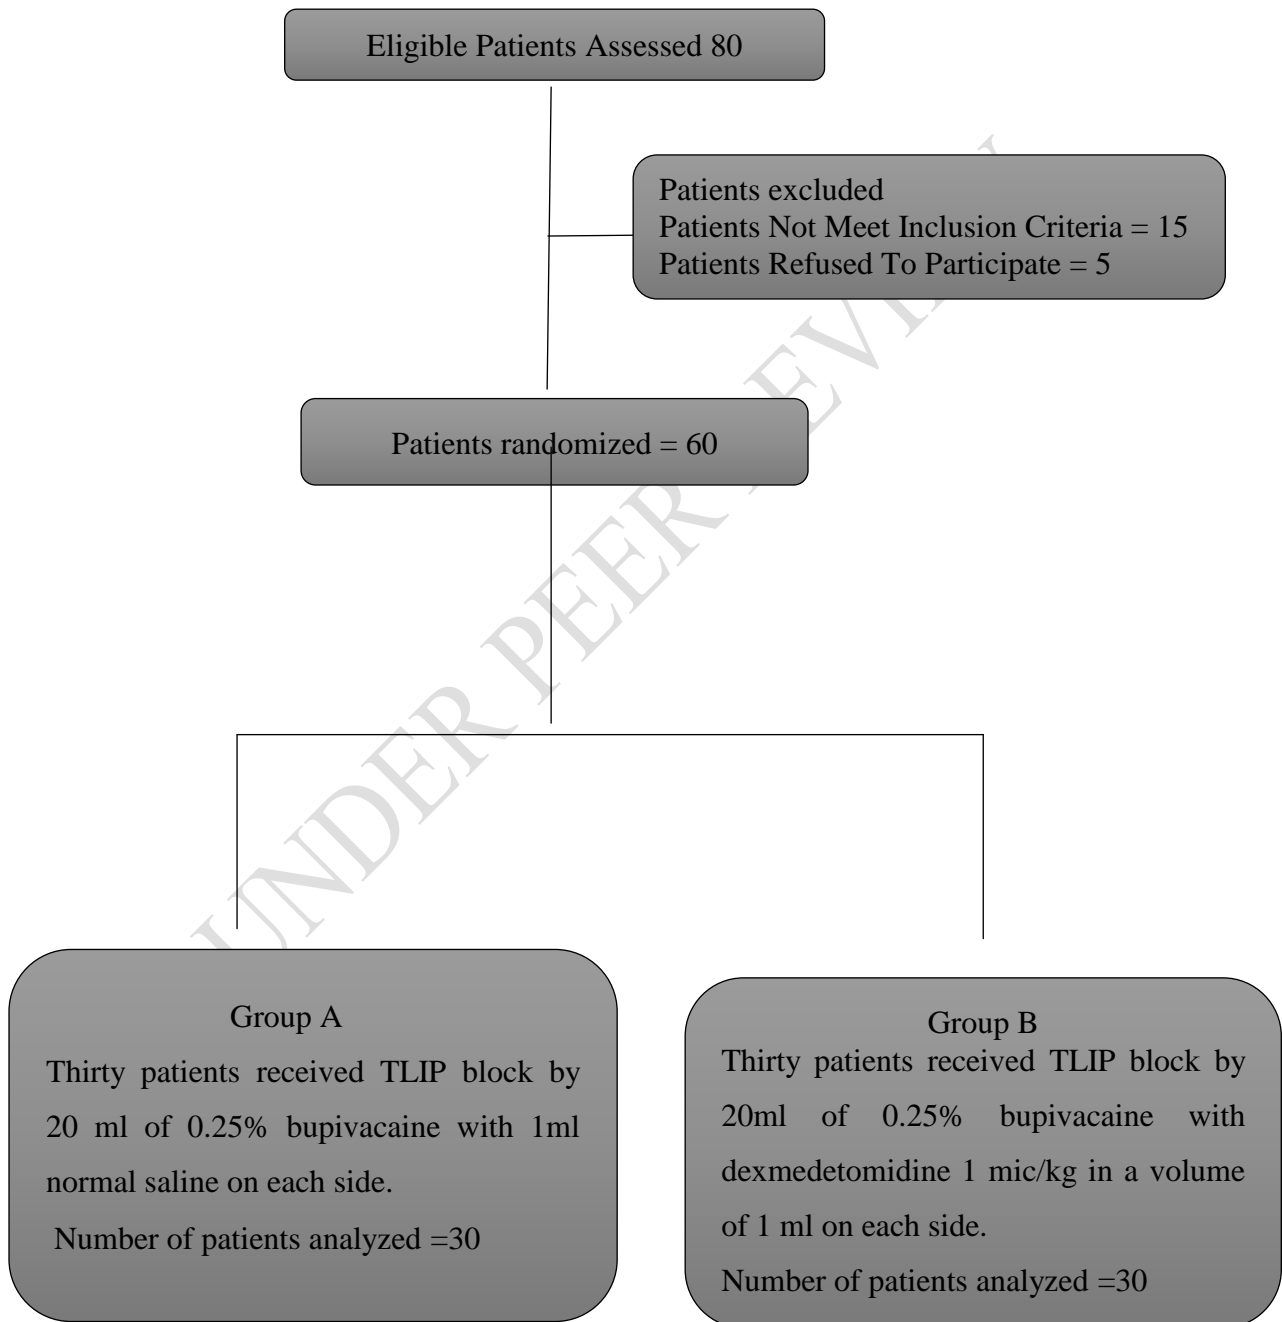 Eligible Patients Assessed 80
Patients excluded
Patients Not Meet Inclusion Criteria = 15
Patients Refused To Participate = 5
Patients randomized = 60
UNDER PEER REVIEW
Group A
Thirty patients received TLIP block by
20 ml of 0.25% bupivacaine with 1ml
normal saline on each side.
Number of patients analyzed =30
Group B
Thirty patients received TLIP block by
20ml of 0.25% bupivacaine with
dexmedetomidine 1 mic/kg in a volume
of 1 ml on each side.
Number of patients analyzed =30